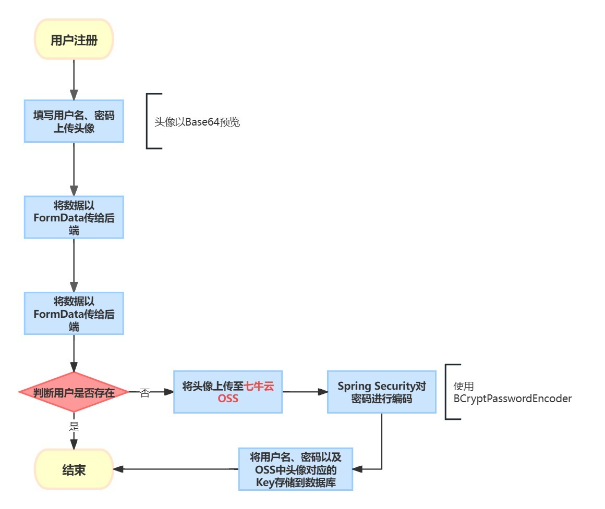 用户注册
填写用户名、密码
上传头像
头像以Base64预览
将数据以
FormData传给后
端
将数据以
FormData传给后
端
判断用户是否存在
否
将头像上传至七牛云
OSS
Spring Security对
密码进行编码
使用
BCryptPasswordEncoder
是
结束
将用户名、密码以及
OSS中头像对应的
Key存储到数据库